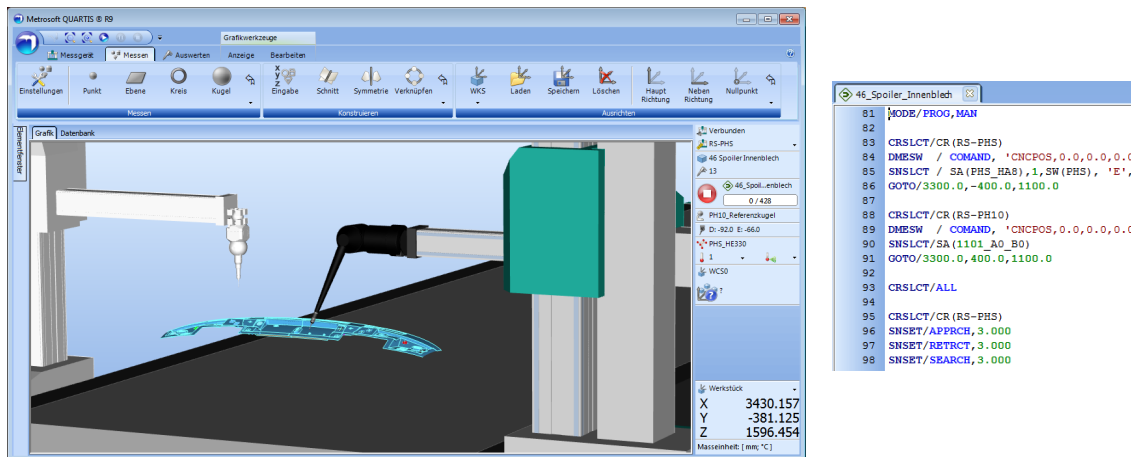 Metrosoft QUARTIS ® R9
Grafikwerkzeuge
Messgerät Messen Auswerten Anzeige Bearbeiten
Einstellungen Punkt Ebene Kreis Kugel
Messen
X Y Z
Eingabe Schnitt Symmetrie Verknüpfen
Konstruieren
WKS Laden Speichern Löschen Haupt Richtung Neben Richtung Nullpunkt
Ausrichten
Elementfenster
Grafik Datenbank
Verbunden
RS-PHS
46 Spoiler Innenblech
13
46_Spoil...enblech
0 / 428
PH10_Referenzkugel
D: -92.0 E: -66.0
PHS_HE330
1
WCS0
?
Werkstück
X 3430.157
Y -381.125
Z 1596.454
Masseinheit: [ mm; °C ]
46_Spoiler_Innenblech
81 MODE/PROG,MAN
82
83 CRSLCT/CR(RS-PHS)
84 DMESW / COMAND, 'CNCPOS,0.0,0.0,0.0
85 SNSLCT / SA(PHS_HA8),1,SW(PHS), 'E',
86 GOTO/3300.0,-400.0,1100.0
87
88 CRSLCT/CR(RS-PH10)
89 DMESW / COMAND, 'CNCPOS,0.0,0.0,0.0
90 SNSLCT/SA(1101_A0_B0)
91 GOTO/3300.0,400.0,1100.0
92
93 CRSLCT/ALL
94
95 CRSLCT/CR(RS-PHS)
96 SNSET/APPRCH,3.000
97 SNSET/RETRCT,3.000
98 SNSET/SEARCH,3.000